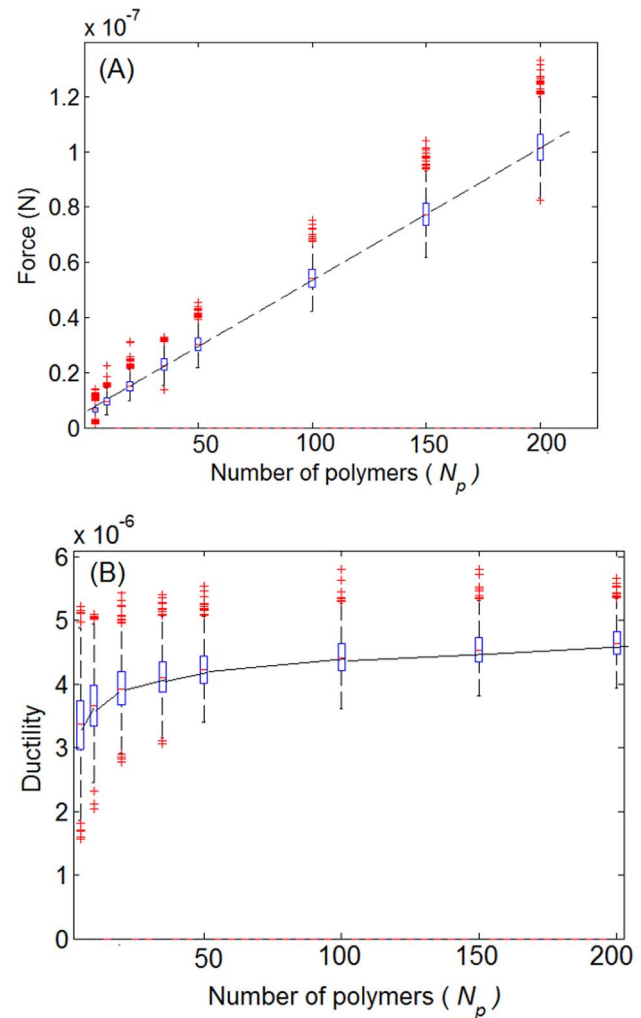 x 10⁻⁷
(A)
1.2
1
0.8
0.6
0.4
0.2
0
Force (N)
50 100 150 200
Number of polymers ( Nₚ )
x 10⁻⁶
(B)
6
5
4
3
2
1
0
Ductility
50 100 150 200
Number of polymers ( Nₚ )